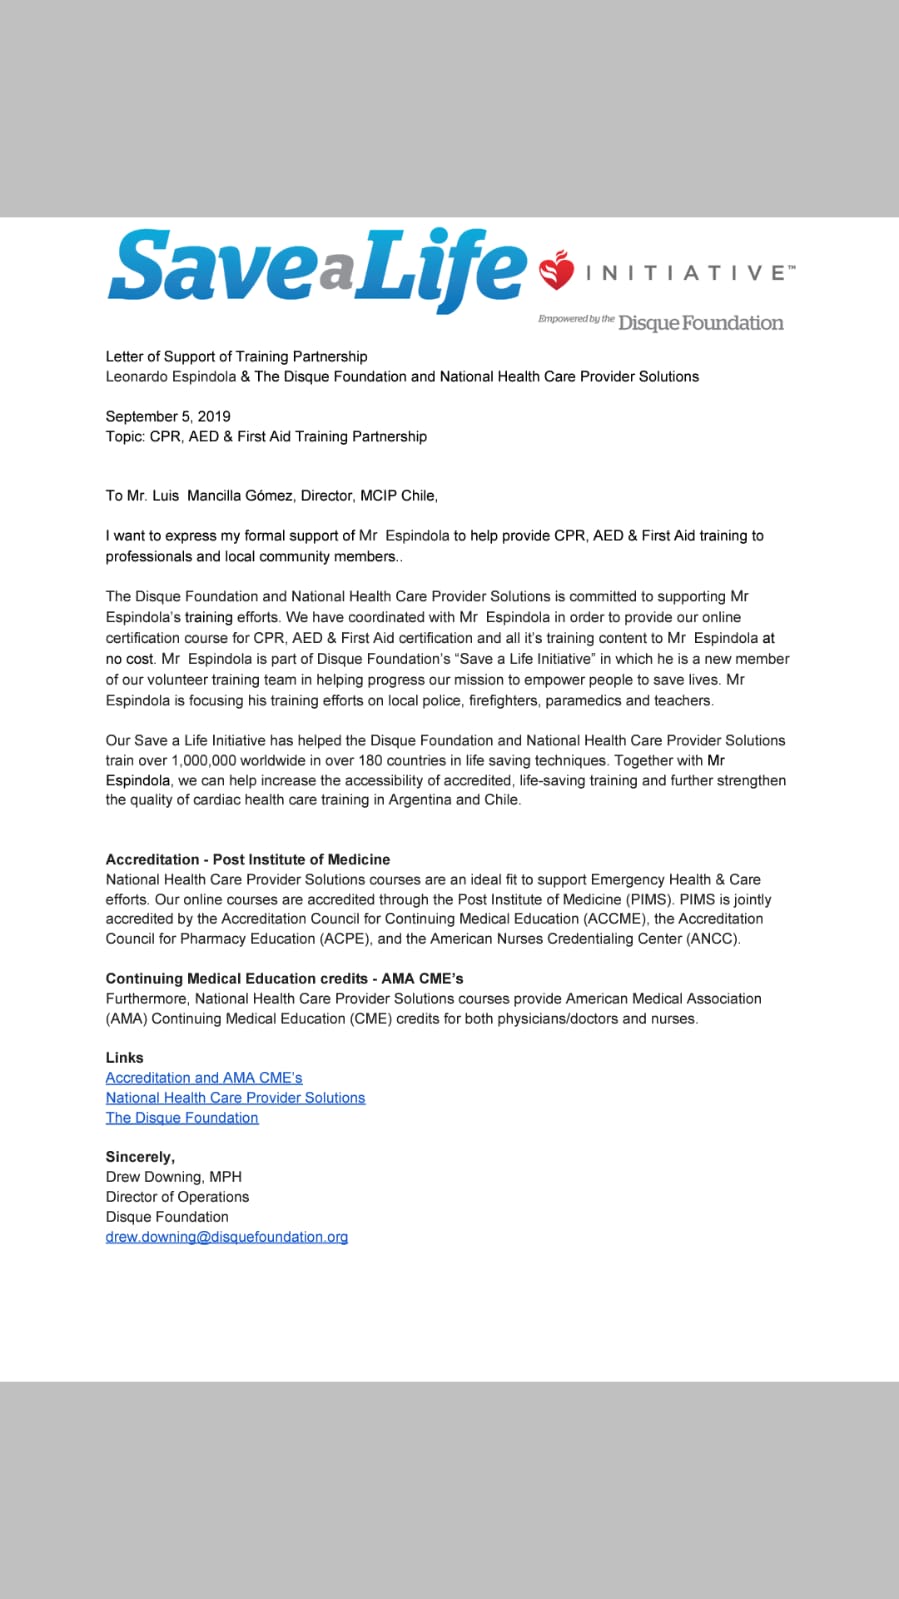 Save a Life INITIATIVE™
Empowered by the Disque Foundation
Letter of Support of Training Partnership
Leonardo Espindola & The Disque Foundation and National Health Care Provider Solutions
September 5, 2019
Topic: CPR, AED & First Aid Training Partnership
To Mr. Luis  Mancilla Gómez, Director, MCIP Chile,
I want to express my formal support of Mr  Espindola to help provide CPR, AED & First Aid training to
professionals and local community members..
The Disque Foundation and National Health Care Provider Solutions is committed to supporting Mr
Espindola's training efforts. We have coordinated with Mr  Espindola in order to provide our online
certification course for CPR, AED & First Aid certification and all it's training content to Mr  Espindola at
no cost. Mr  Espindola is part of Disque Foundation's “Save a Life Initiative” in which he is a new member
of our volunteer training team in helping progress our mission to empower people to save lives. Mr
Espindola is focusing his training efforts on local police, firefighters, paramedics and teachers.
Our Save a Life Initiative has helped the Disque Foundation and National Health Care Provider Solutions
train over 1,000,000 worldwide in over 180 countries in life saving techniques. Together with Mr
Espindola, we can help increase the accessibility of accredited, life-saving training and further strengthen
the quality of cardiac health care training in Argentina and Chile.
Accreditation - Post Institute of Medicine
National Health Care Provider Solutions courses are an ideal fit to support Emergency Health & Care
efforts. Our online courses are accredited through the Post Institute of Medicine (PIMS). PIMS is jointly
accredited by the Accreditation Council for Continuing Medical Education (ACCME), the Accreditation
Council for Pharmacy Education (ACPE), and the American Nurses Credentialing Center (ANCC).
Continuing Medical Education credits - AMA CME's
Furthermore, National Health Care Provider Solutions courses provide American Medical Association
(AMA) Continuing Medical Education (CME) credits for both physicians/doctors and nurses.
Links
Accreditation and AMA CME's
National Health Care Provider Solutions
The Disque Foundation
Sincerely,
Drew Downing, MPH
Director of Operations
Disque Foundation
drew.downing@disquefoundation.org